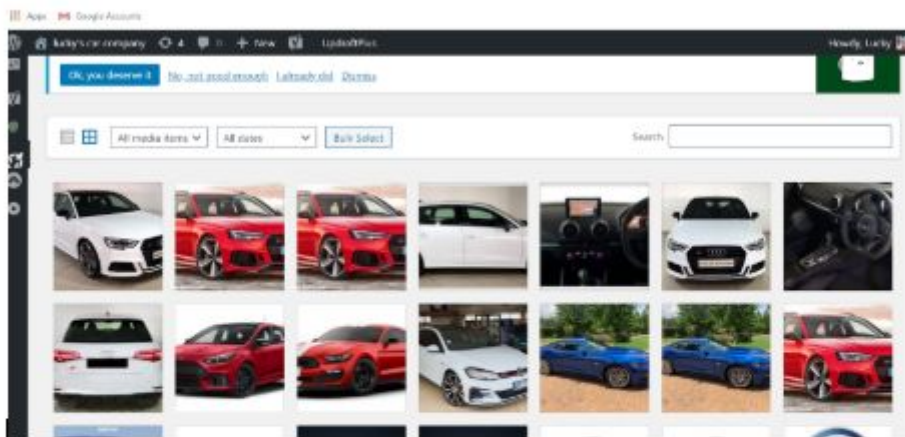 Apps Google Accounts
lucky's car company 4 0 + New UpdraftPlus Howdy, Lucky
Ok, you deserve it No, not good enough I already did Dismiss
All media items All dates Bulk Select Search